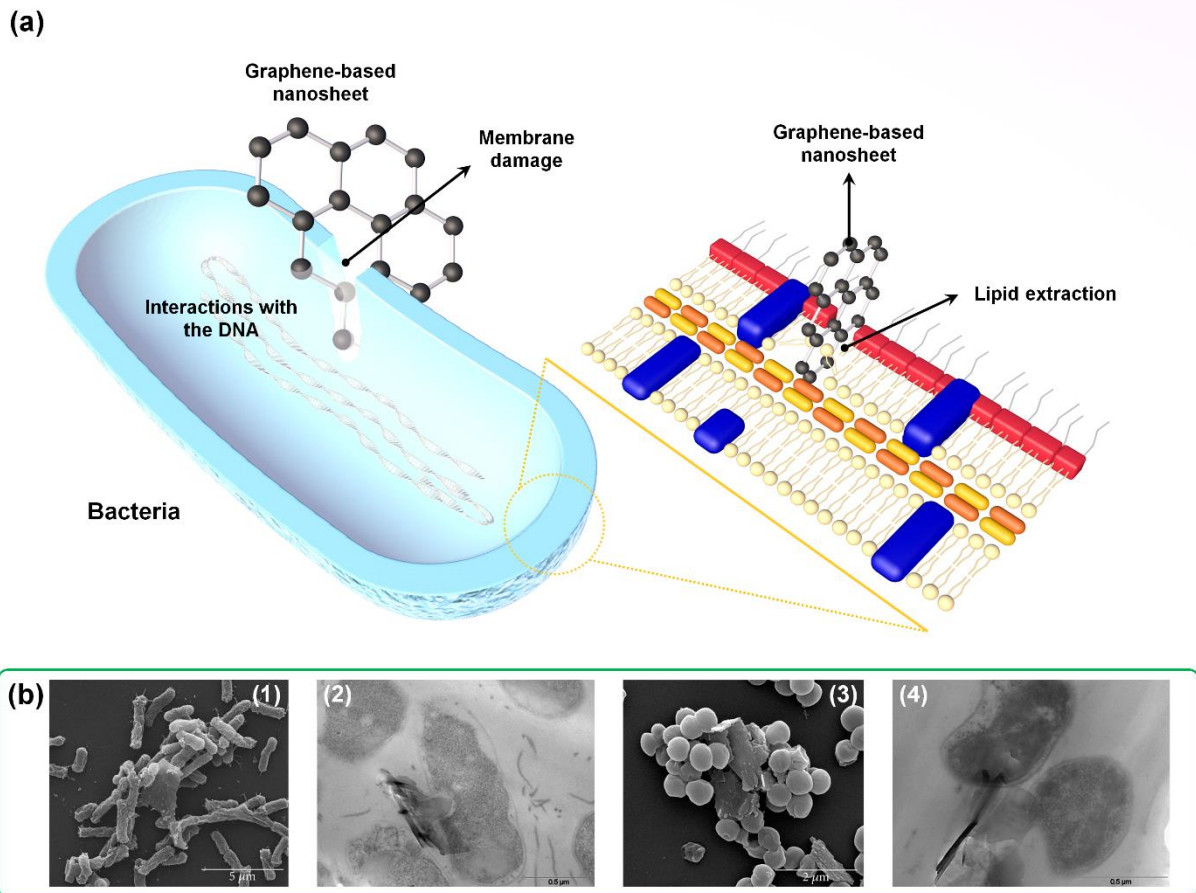 (a)
Graphene-based
nanosheet
Membrane
damage
Graphene-based
nanosheet
Lipid extraction
Interactions with
the DNA
Bacteria
(b)
(1)
(2)
(3)
(4)
5 µm
0.5 µm
2 µm
0.5 µm